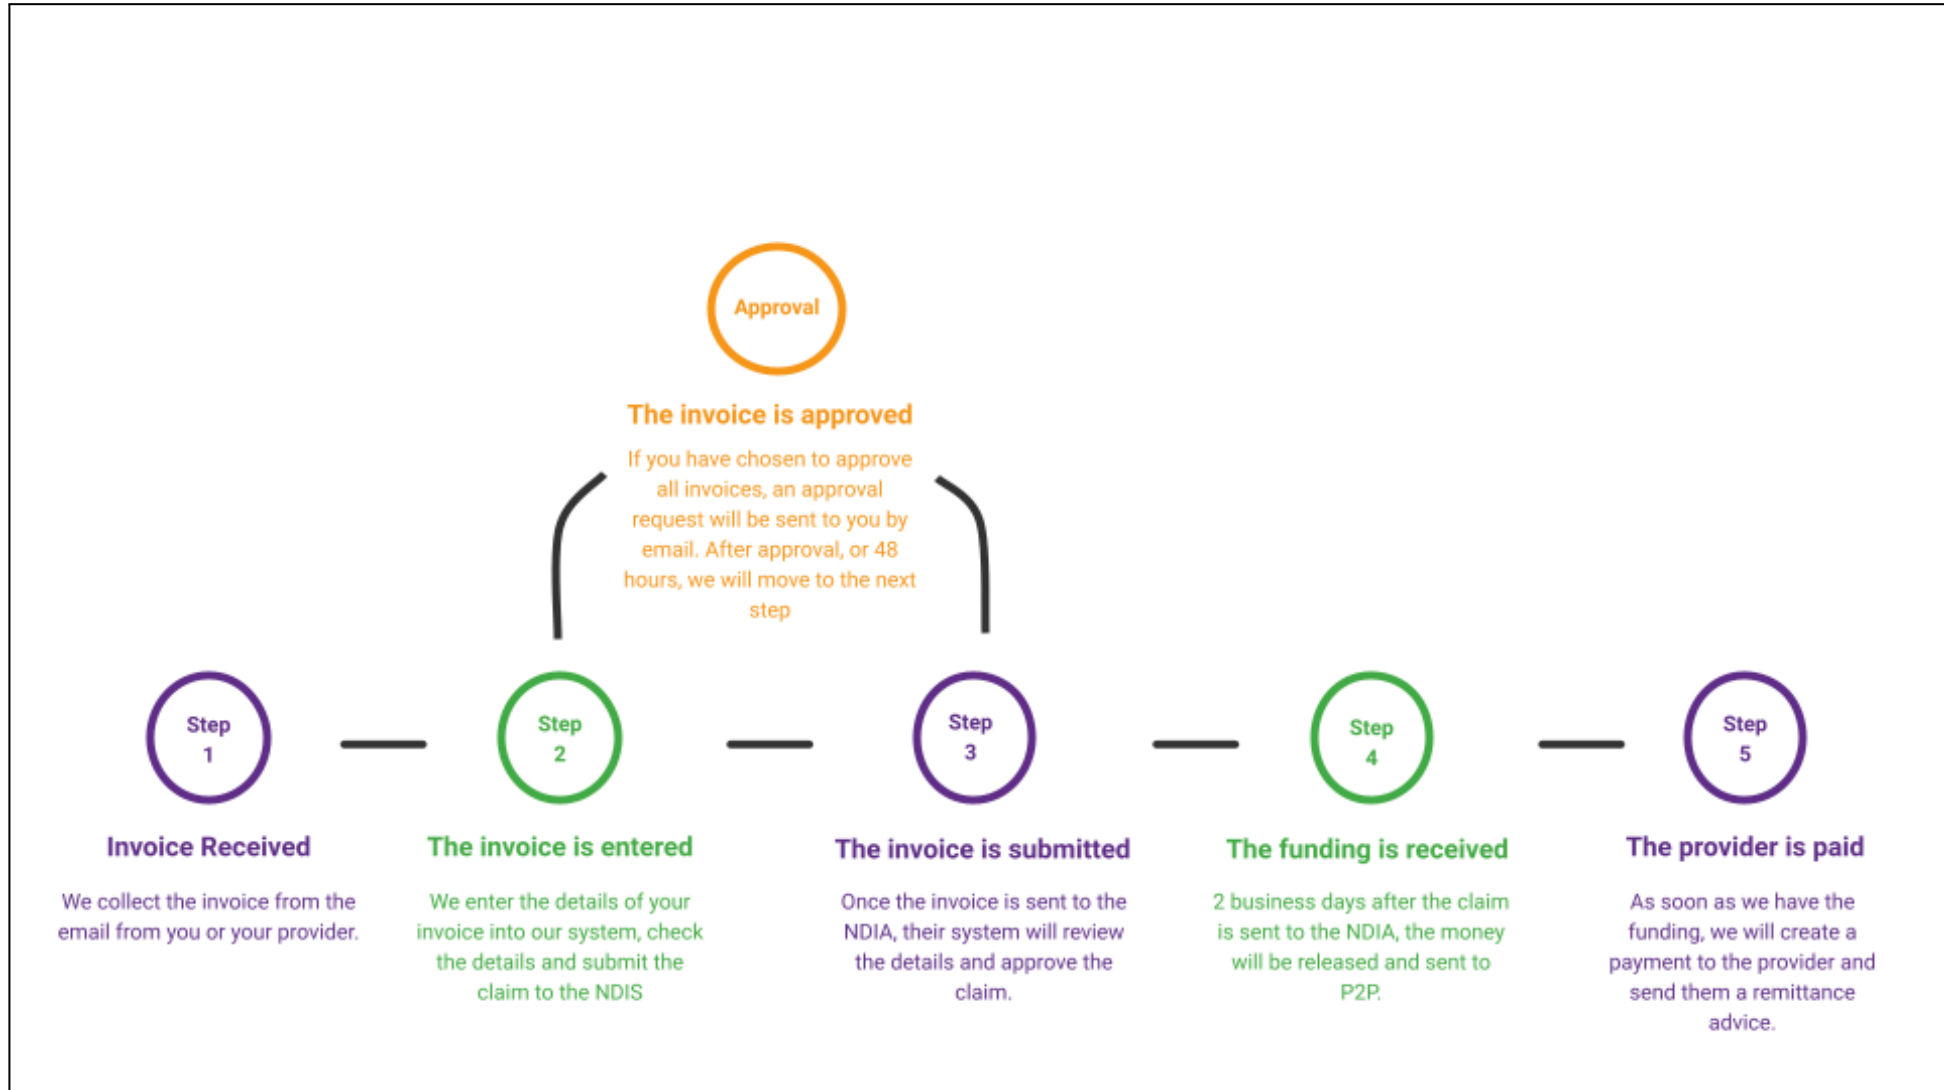 Approval
The invoice is approved
If you have chosen to approve
all invoices, an approval
request will be sent to you by
email. After approval, or 48
hours, we will move to the next
step
Step
1
Invoice Received
We collect the invoice from the
email from you or your provider.
Step
2
The invoice is entered
We enter the details of your
invoice into our system, check
the details and submit the
claim to the NDIS
Step
3
The invoice is submitted
Once the invoice is sent to the
NDIA, their system will review
the details and approve the
claim.
Step
4
The funding is received
2 business days after the claim
is sent to the NDIA, the money
will be released and sent to
P2P.
Step
5
The provider is paid
As soon as we have the
funding, we will create a
payment to the provider and
send them a remittance
advice.